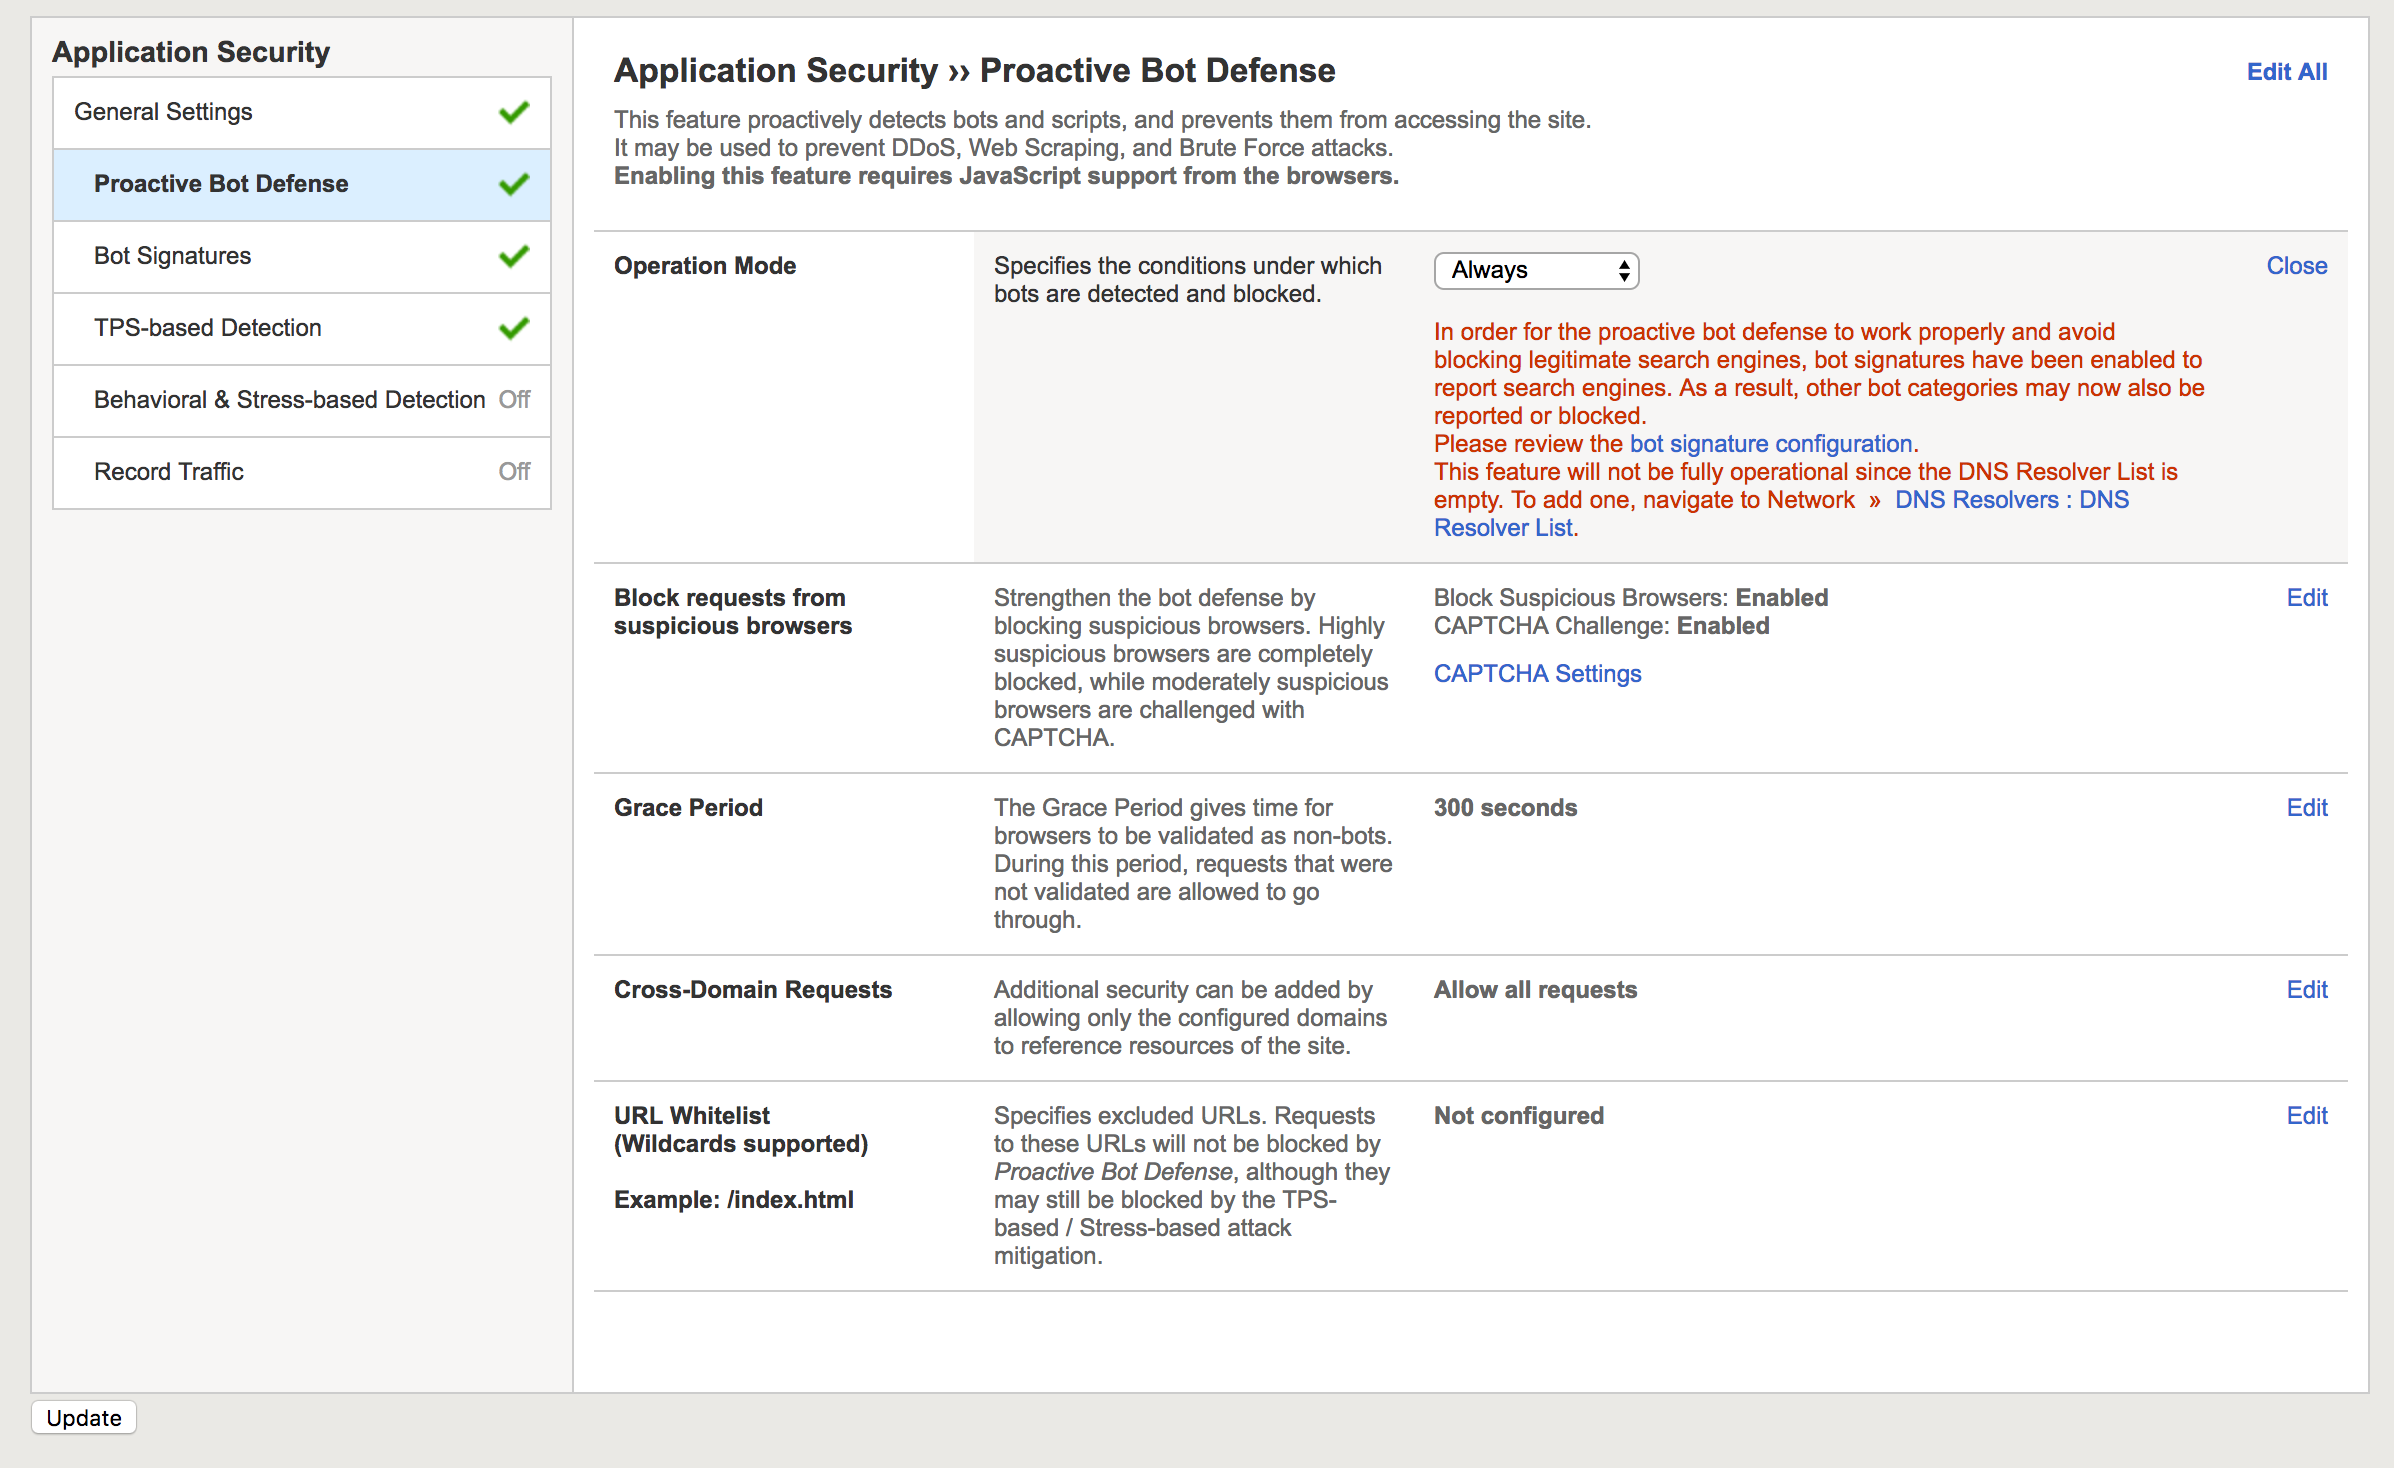 Application Security
General Settings
Proactive Bot Defense
Bot Signatures
TPS-based Detection
Behavioral & Stress-based Detection Off
Record Traffic Off
Application Security ›› Proactive Bot Defense
Edit All
This feature proactively detects bots and scripts, and prevents them from accessing the site.
It may be used to prevent DDoS, Web Scraping, and Brute Force attacks.
Enabling this feature requires JavaScript support from the browsers.
Operation Mode
Specifies the conditions under which
bots are detected and blocked.
Always
Close
In order for the proactive bot defense to work properly and avoid
blocking legitimate search engines, bot signatures have been enabled to
report search engines. As a result, other bot categories may now also be
reported or blocked.
Please review the bot signature configuration.
This feature will not be fully operational since the DNS Resolver List is
empty. To add one, navigate to Network » DNS Resolvers : DNS
Resolver List.
Block requests from
suspicious browsers
Strengthen the bot defense by
blocking suspicious browsers. Highly
suspicious browsers are completely
blocked, while moderately suspicious
browsers are challenged with
CAPTCHA.
Block Suspicious Browsers: Enabled
CAPTCHA Challenge: Enabled
CAPTCHA Settings
Edit
Grace Period
The Grace Period gives time for
browsers to be validated as non-bots.
During this period, requests that were
not validated are allowed to go
through.
300 seconds
Edit
Cross-Domain Requests
Additional security can be added by
allowing only the configured domains
to reference resources of the site.
Allow all requests
Edit
URL Whitelist
(Wildcards supported)
Example: /index.html
Specifies excluded URLs. Requests
to these URLs will not be blocked by
Proactive Bot Defense, although they
may still be blocked by the TPS-
based / Stress-based attack
mitigation.
Not configured
Edit
Update